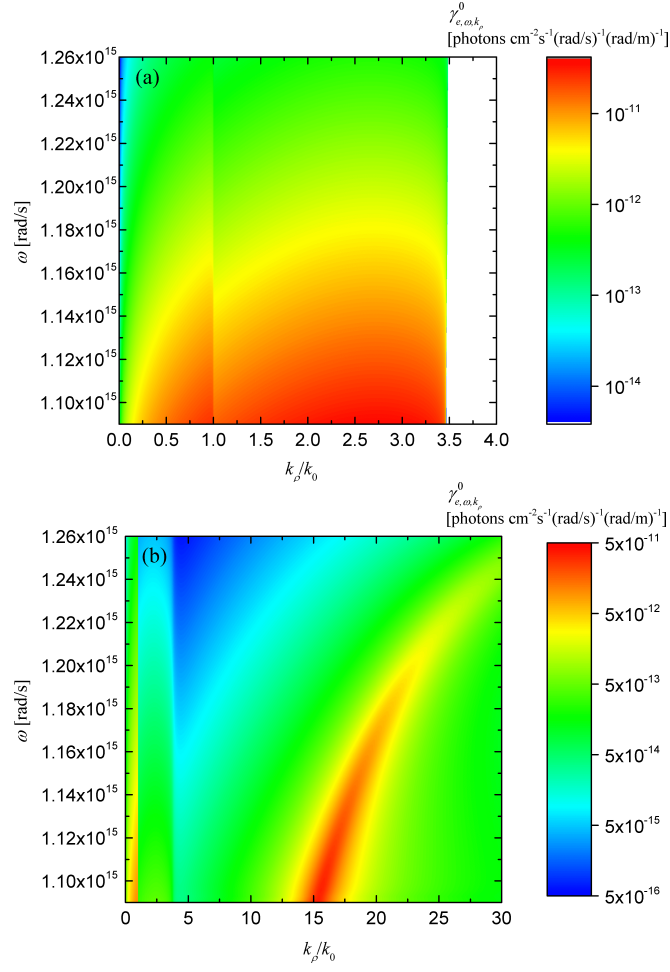 γ⁰e,ω,kρ
[photons cm⁻²s⁻¹(rad/s)⁻¹(rad/m)⁻¹]
(a)
1.26x10¹⁵
1.24x10¹⁵
1.22x10¹⁵
1.20x10¹⁵
1.18x10¹⁵
1.16x10¹⁵
1.14x10¹⁵
1.12x10¹⁵
1.10x10¹⁵
ω [rad/s]
0.0 0.5 1.0 1.5 2.0 2.5 3.0 3.5 4.0
kρ/k₀
10⁻¹¹
10⁻¹²
10⁻¹³
10⁻¹⁴
γ⁰e,ω,kρ
[photons cm⁻²s⁻¹(rad/s)⁻¹(rad/m)⁻¹]
(b)
1.26x10¹⁵
1.24x10¹⁵
1.22x10¹⁵
1.20x10¹⁵
1.18x10¹⁵
1.16x10¹⁵
1.14x10¹⁵
1.12x10¹⁵
1.10x10¹⁵
ω [rad/s]
0 5 10 15 20 25 30
kρ/k₀
5x10⁻¹¹
5x10⁻¹²
5x10⁻¹³
5x10⁻¹⁴
5x10⁻¹⁵
5x10⁻¹⁶